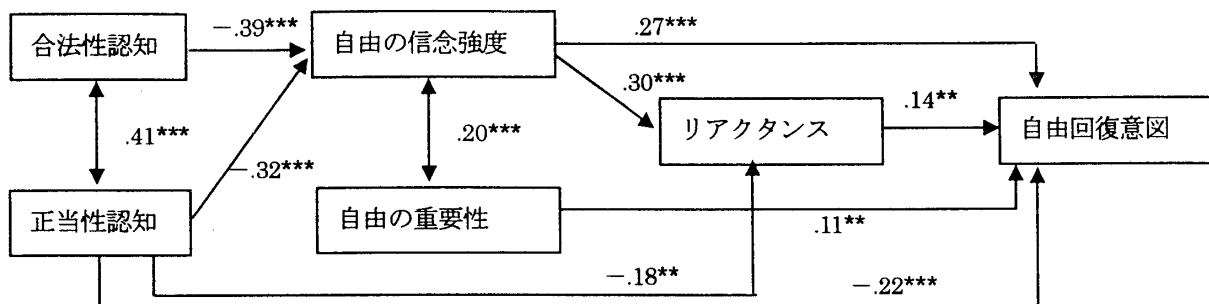 合法性認知
−.39***
自由の信念強度
.27***
.30***
リアクタンス
.14**
自由回復意図
.41***
.20***
−.32***
正当性認知
自由の重要性
.11**
−.18**
−.22***